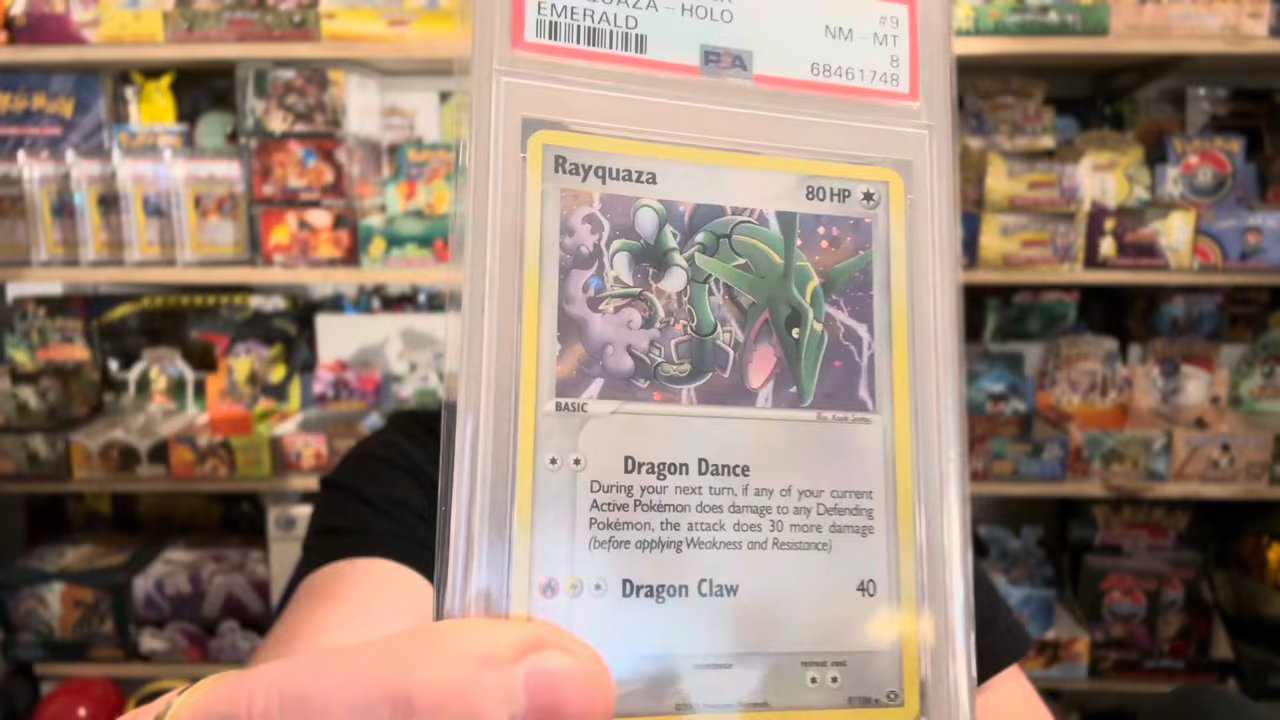 QUAZA - HOLO
EMERALD
#9
NM - MT
8
68461748
PSA
Rayquaza
80 HP
BASIC
Dragon Dance
During your next turn, if any of your current
Active Pokémon does damage to any Defending
Pokémon, the attack does 30 more damage
(before applying Weakness and Resistance)
Dragon Claw 40
resistance
retreat cost